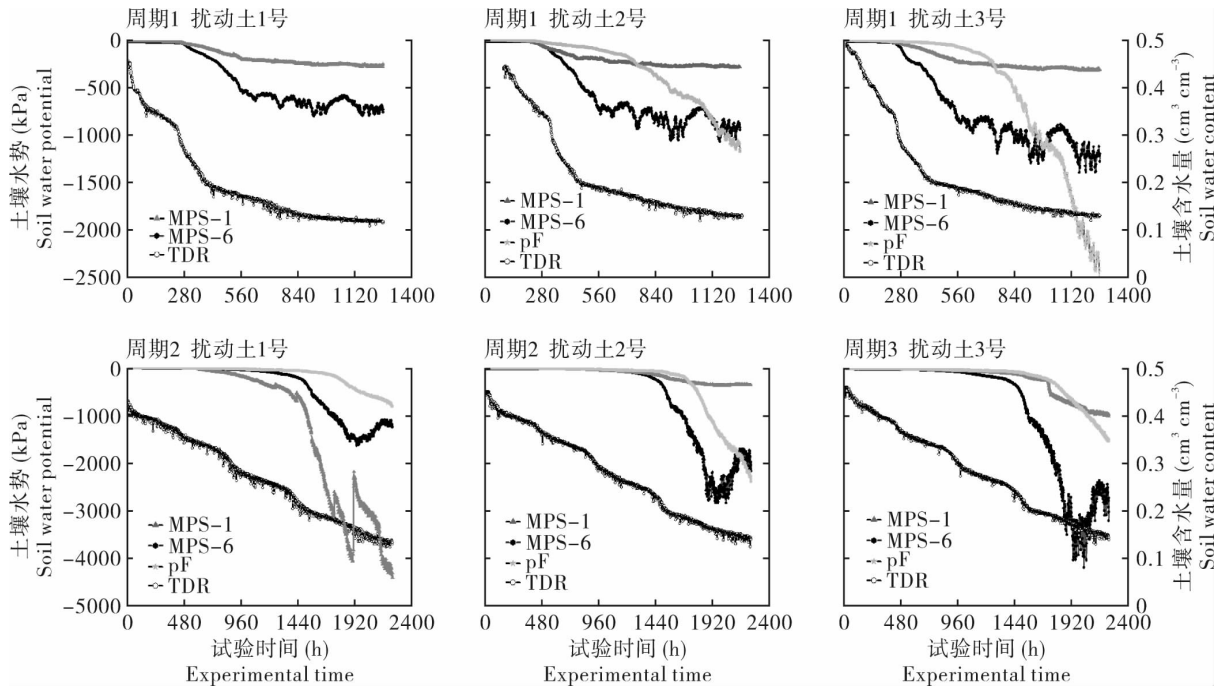 周期1 扰动土1号
周期1 扰动土2号
周期1 扰动土3号
土壤水势 (kPa)
Soil water potential
0
-500
-1000
-1500
-2000
-2500
MPS-1
MPS-6
TDR
0 280 560 840 1120 1400
MPS-1
MPS-6
pF
TDR
0 280 560 840 1120 1400
MPS-1
MPS-6
pF
TDR
0 280 560 840 1120 1400
0.5
0.4
0.3
0.2
0.1
0
土壤含水量 (cm³ cm⁻³)
Soil water content
周期2 扰动土1号
周期2 扰动土2号
周期3 扰动土3号
土壤水势 (kPa)
Soil water potential
0
-1000
-2000
-3000
-4000
-5000
MPS-1
MPS-6
pF
TDR
0 480 960 1440 1920 2400
试验时间 (h)
Experimental time
MPS-1
MPS-6
pF
TDR
0 480 960 1440 1920 2400
试验时间 (h)
Experimental time
MPS-1
MPS-6
pF
TDR
0 480 960 1440 1920 2400
试验时间 (h)
Experimental time
0.5
0.4
0.3
0.2
0.1
0
土壤含水量 (cm³ cm⁻³)
Soil water content